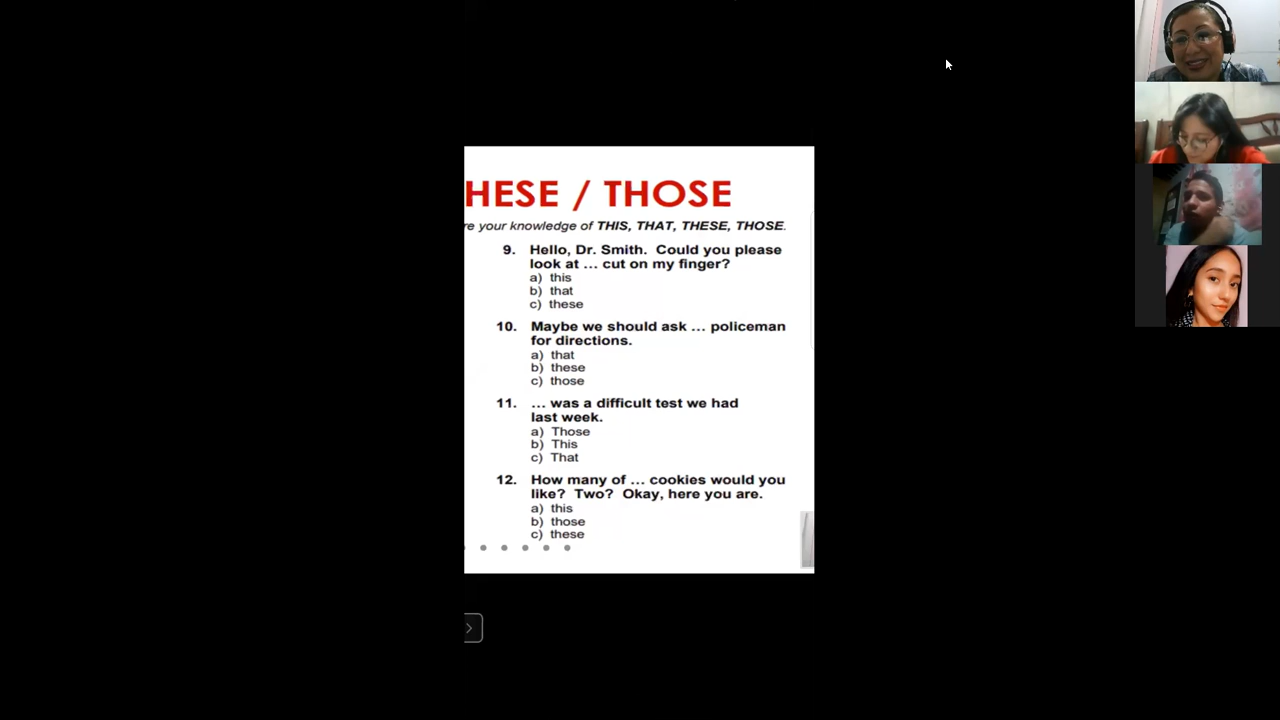 HESE / THOSE
re your knowledge of THIS, THAT, THESE, THOSE.
9. Hello, Dr. Smith. Could you please
look at ... cut on my finger?
a) this
b) that
c) these
10. Maybe we should ask ... policeman
for directions.
a) that
b) these
c) those
11. ... was a difficult test we had
last week.
a) Those
b) This
c) That
12. How many of ... cookies would you
like? Two? Okay, here you are.
a) this
b) those
c) these